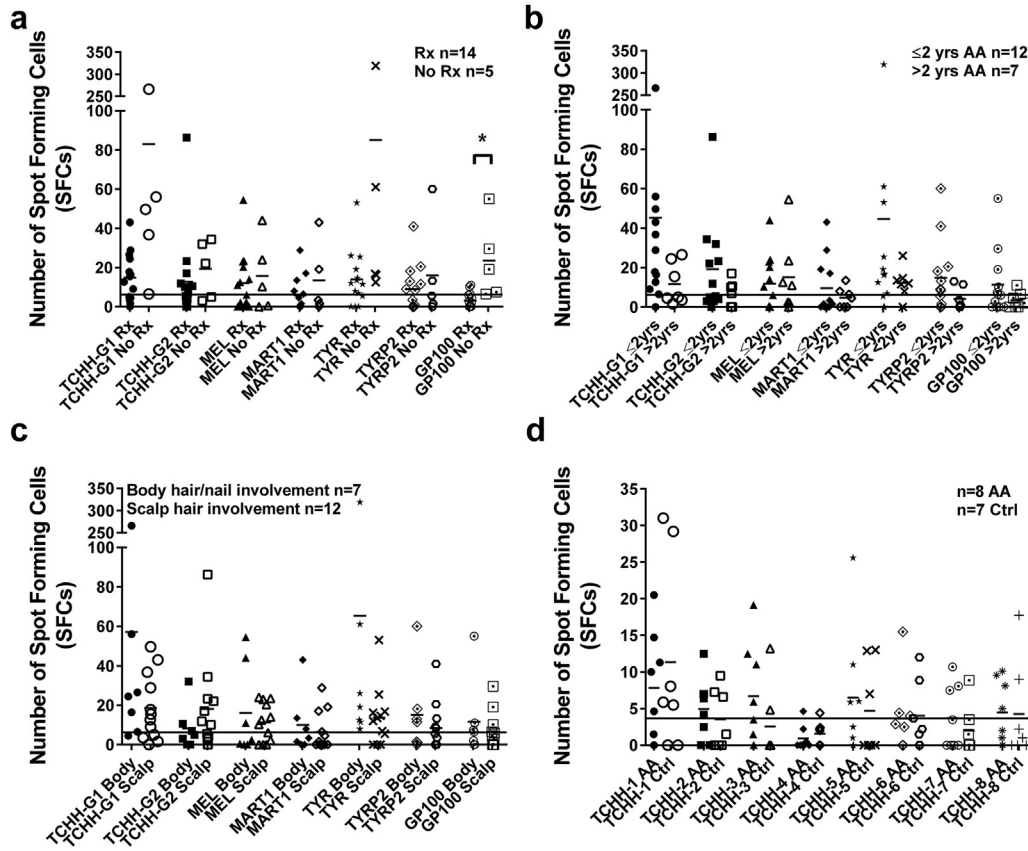 a
Number of Spot Forming Cells
(SFCs)
350
300
250
100
80
60
40
20
0
Rx n=14
No Rx n=5
*
TCHH-G1 Rx
TCHH-G1 No Rx
TCHH-G2 Rx
TCHH-G2 No Rx
MEL Rx
MEL No Rx
MART1 Rx
MART1 No Rx
TYR Rx
TYR No Rx
TYRP2 Rx
TYRP2 No Rx
GP100 Rx
GP100 No Rx
b
Number of Spot Forming Cells
(SFCs)
350
300
250
100
80
60
40
20
0
≤2 yrs AA n=12
>2 yrs AA n=7
TCHH-G1 ≤2yrs
TCHH-G1 >2yrs
TCHH-G2 ≤2yrs
TCHH-G2 >2yrs
MEL ≤2yrs
MEL >2yrs
MART1 ≤2yrs
MART1 >2yrs
TYR ≤2yrs
TYR >2yrs
TYRP2 ≤2yrs
TYRP2 >2yrs
GP100 ≤2yrs
GP100 >2yrs
c
Number of Spot Forming Cells
(SFCs)
350
300
250
100
80
60
40
20
0
Body hair/nail involvement n=7
Scalp hair involvement n=12
TCHH-G1 Body
TCHH-G1 Scalp
TCHH-G2 Body
TCHH-G2 Scalp
MEL Body
MEL Scalp
MART1 Body
MART1 Scalp
TYR Body
TYR Scalp
TYRP2 Body
TYRP2 Scalp
GP100 Body
GP100 Scalp
d
Number of Spot Forming Cells
(SFCs)
35
30
25
20
15
10
5
0
n=8 AA
n=7 Ctrl
TCHH-1 AA
TCHH-1 Ctrl
TCHH-2 AA
TCHH-2 Ctrl
TCHH-3 AA
TCHH-3 Ctrl
TCHH-4 AA
TCHH-4 Ctrl
TCHH-5 AA
TCHH-5 Ctrl
TCHH-6 AA
TCHH-6 Ctrl
TCHH-7 AA
TCHH-7 Ctrl
TCHH-8 AA
TCHH-8 Ctrl